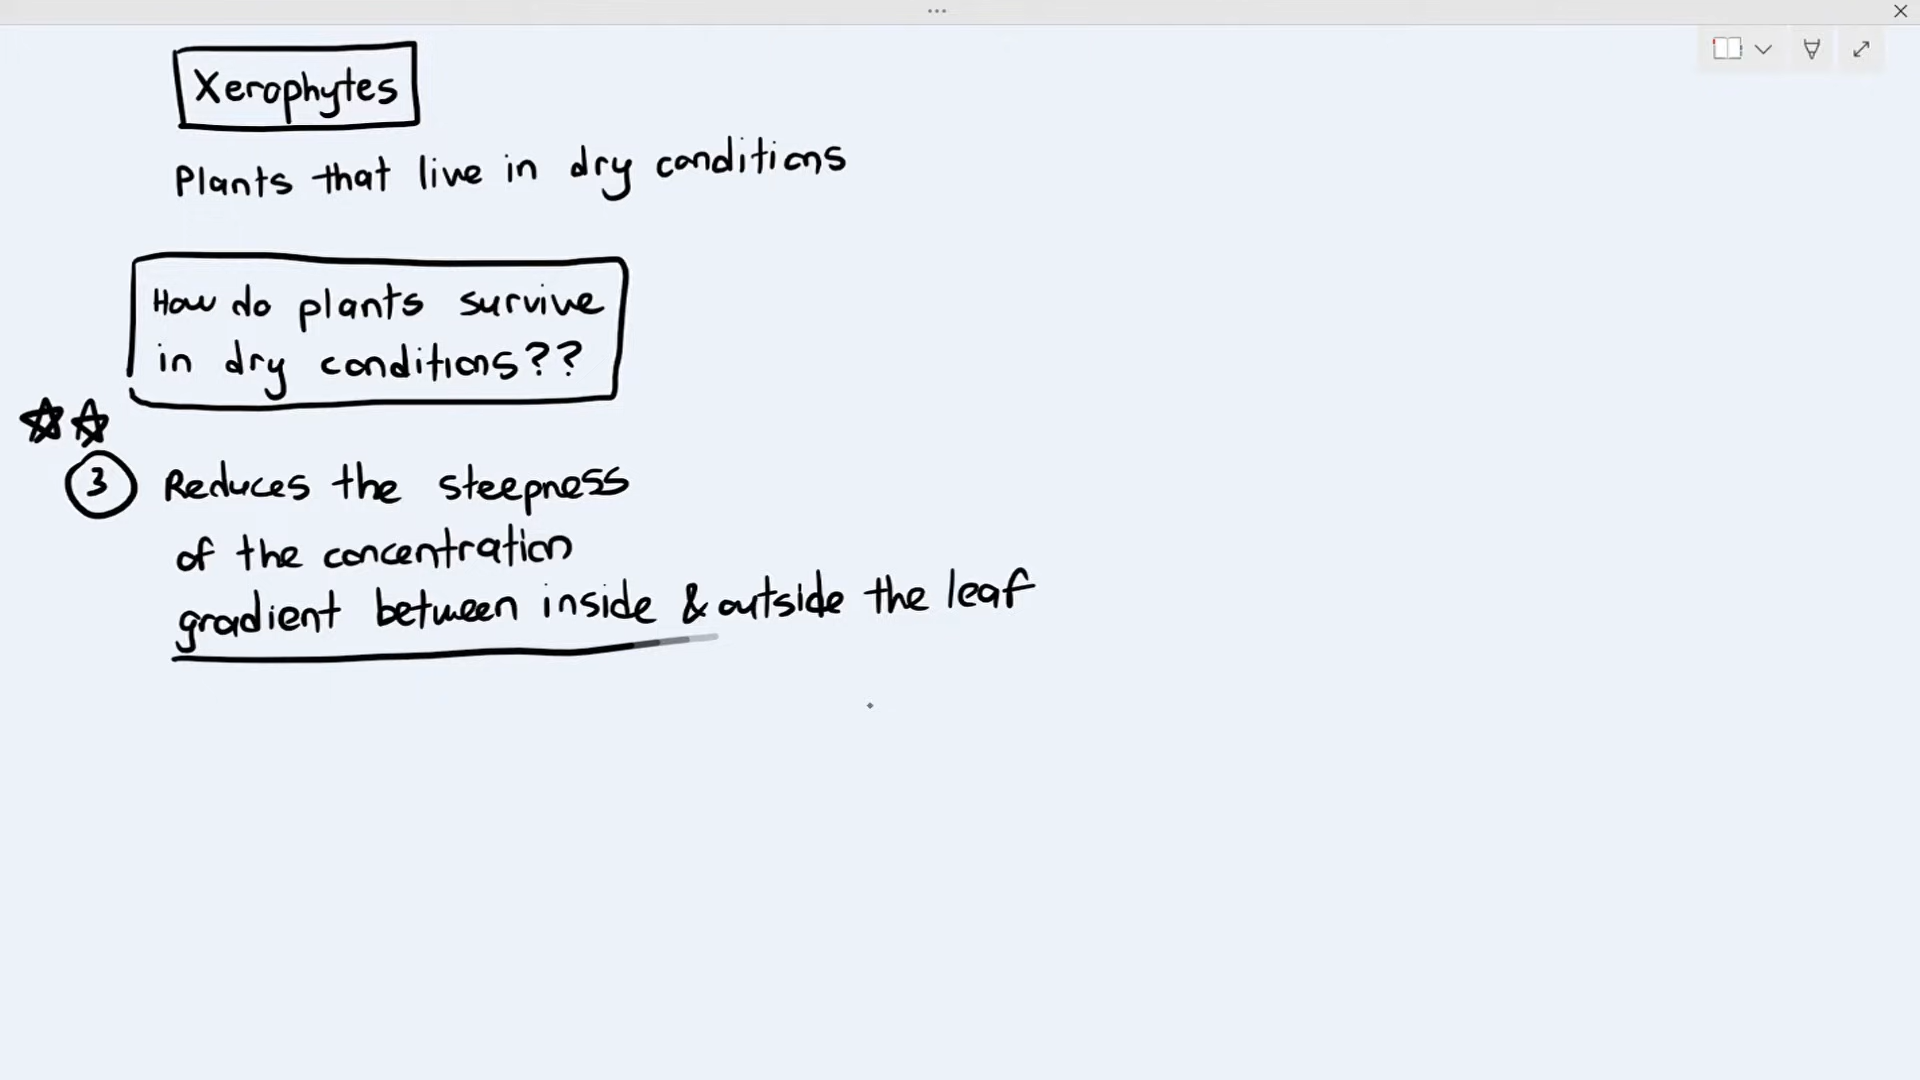 Xerophytes
Plants that live in dry conditions
How do plants survive
in dry conditions??
3 Reduces the steepness
of the concentration
gradient between inside & outside the leaf